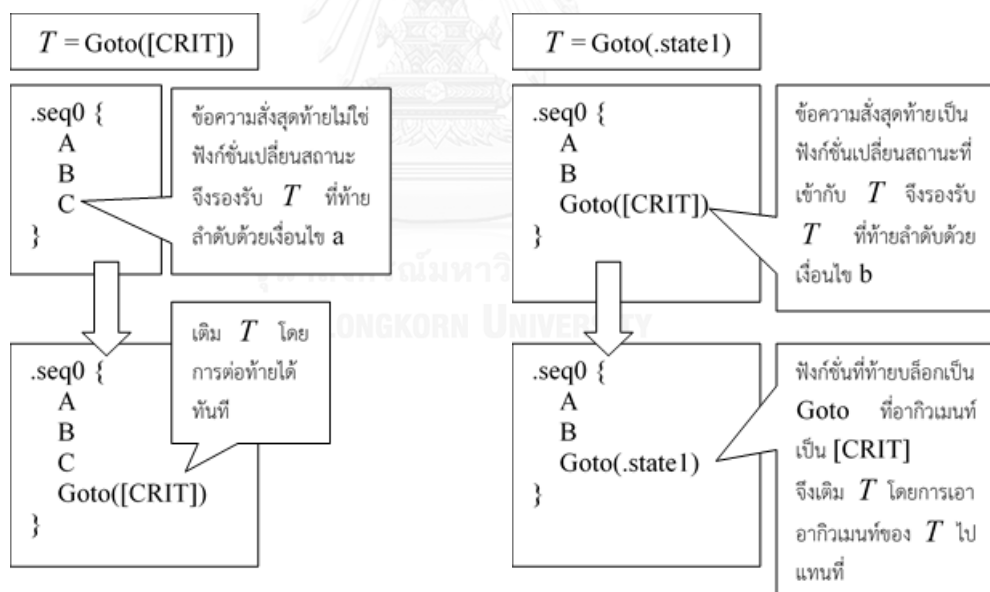 T = Goto([CRIT])
.seq0 {
A
B
C
}
ข้อความสั่งสุดท้ายไม่ใช่
ฟังก์ชั่นเปลี่ยนสถานะ
จึงรองรับ T ที่ท้าย
ลำดับด้วยเงื่อนไข a
เติม T โดย
การต่อท้ายได้
ทันที
.seq0 {
A
B
C
Goto([CRIT])
}
T = Goto(.state1)
.seq0 {
A
B
Goto([CRIT])
}
ข้อความสั่งสุดท้ายเป็น
ฟังก์ชั่นเปลี่ยนสถานะที่
เข้ากับ T จึงรองรับ
T ที่ท้ายลำดับด้วย
เงื่อนไข b
.seq0 {
A
B
Goto(.state1)
}
ฟังก์ชั่นที่ท้ายบล็อกเป็น
Goto ที่อากิวเมนท์
เป็น [CRIT]
จึงเติม T โดยการเอา
อากิวเมนท์ของ T ไป
แทนที่
LONGKORN UNIVERSITY